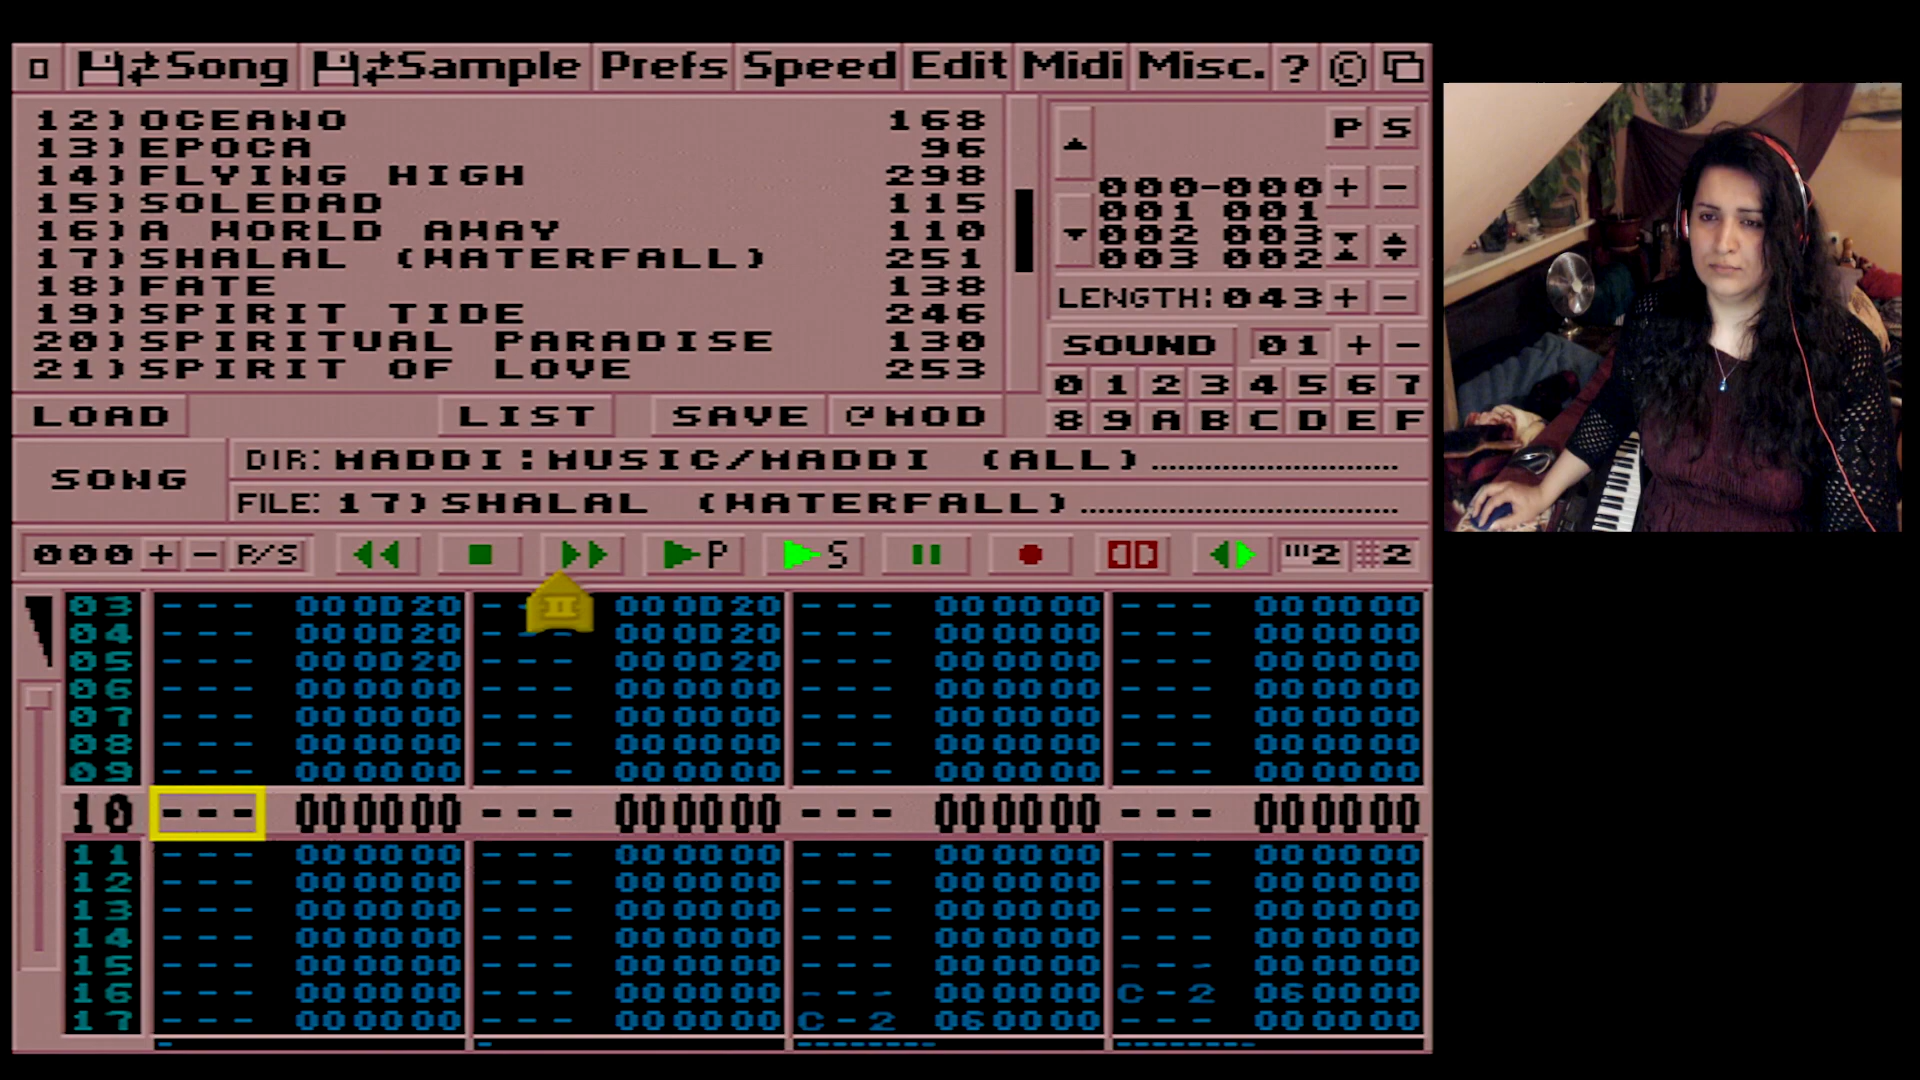 Song Sample Prefs Speed Edit Midi Misc. ? ©
12) OCEANO 168
13) EPOCA 96
14) FLYING HIGH 298
15) SOLEDAD 115
16) A WORLD AWAY 110
17) SHALAL (WATERFALL) 251
18) FATE 138
19) SPIRIT TIDE 246
20) SPIRITUAL PARADISE 130
21) SPIRIT OF LOVE 253
P S
000-000 + -
001 001
002 003
003 002
LENGTH: 043 + -
SOUND 01 + -
0 1 2 3 4 5 6 7
8 9 A B C D E F
LOAD LIST SAVE MOD
SONG
DIR: MADDI:MUSIC/MADDI (ALL)
FILE: 17) SHALAL (WATERFALL)
000 + - P/S P S 2 2
03 --- 000D20 --- 000D20 --- 000000 --- 000000
04 --- 000D20 --- 000D20 --- 000000 --- 000000
05 --- 000D20 --- 000D20 --- 000000 --- 000000
06 --- 000000 --- 000000 --- 000000 --- 000000
07 --- 000000 --- 000000 --- 000000 --- 000000
08 --- 000000 --- 000000 --- 000000 --- 000000
09 --- 000000 --- 000000 --- 000000 --- 000000
10 --- 000000 --- 000000 --- 000000 --- 000000
11 --- 000000 --- 000000 --- 000000 --- 000000
12 --- 000000 --- 000000 --- 000000 --- 000000
13 --- 000000 --- 000000 --- 000000 --- 000000
14 --- 000000 --- 000000 --- 000000 --- 000000
15 --- 000000 --- 000000 --- 000000 --- 000000
16 --- 000000 --- 000000 --- 000000 C-2 060000
17 --- 000000 --- 000000 C-2 060000 --- 000000